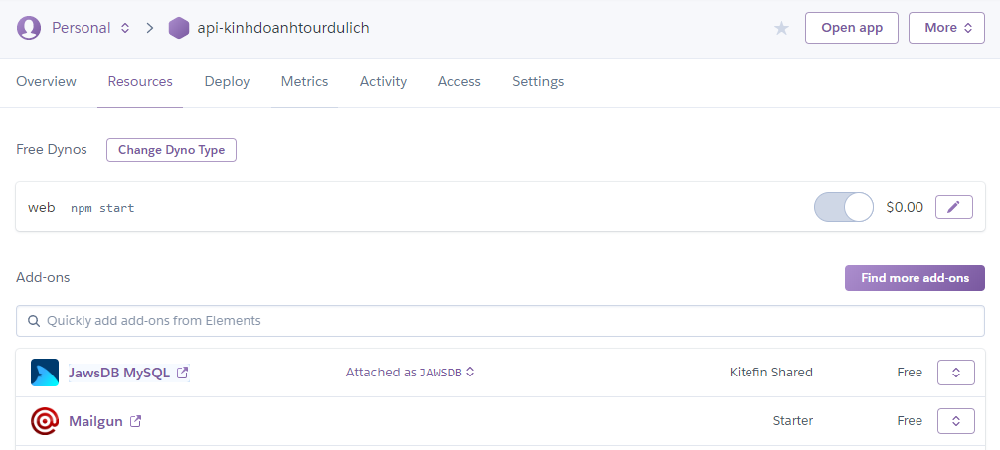 Personal > api-kinhdoanhtourdulich Open app More
Overview Resources Deploy Metrics Activity Access Settings
Free Dynos Change Dyno Type
web npm start $0.00
Add-ons Find more add-ons
Quickly add add-ons from Elements
JawsDB MySQL Attached as JAWSDB Kitefin Shared Free
Mailgun Starter Free